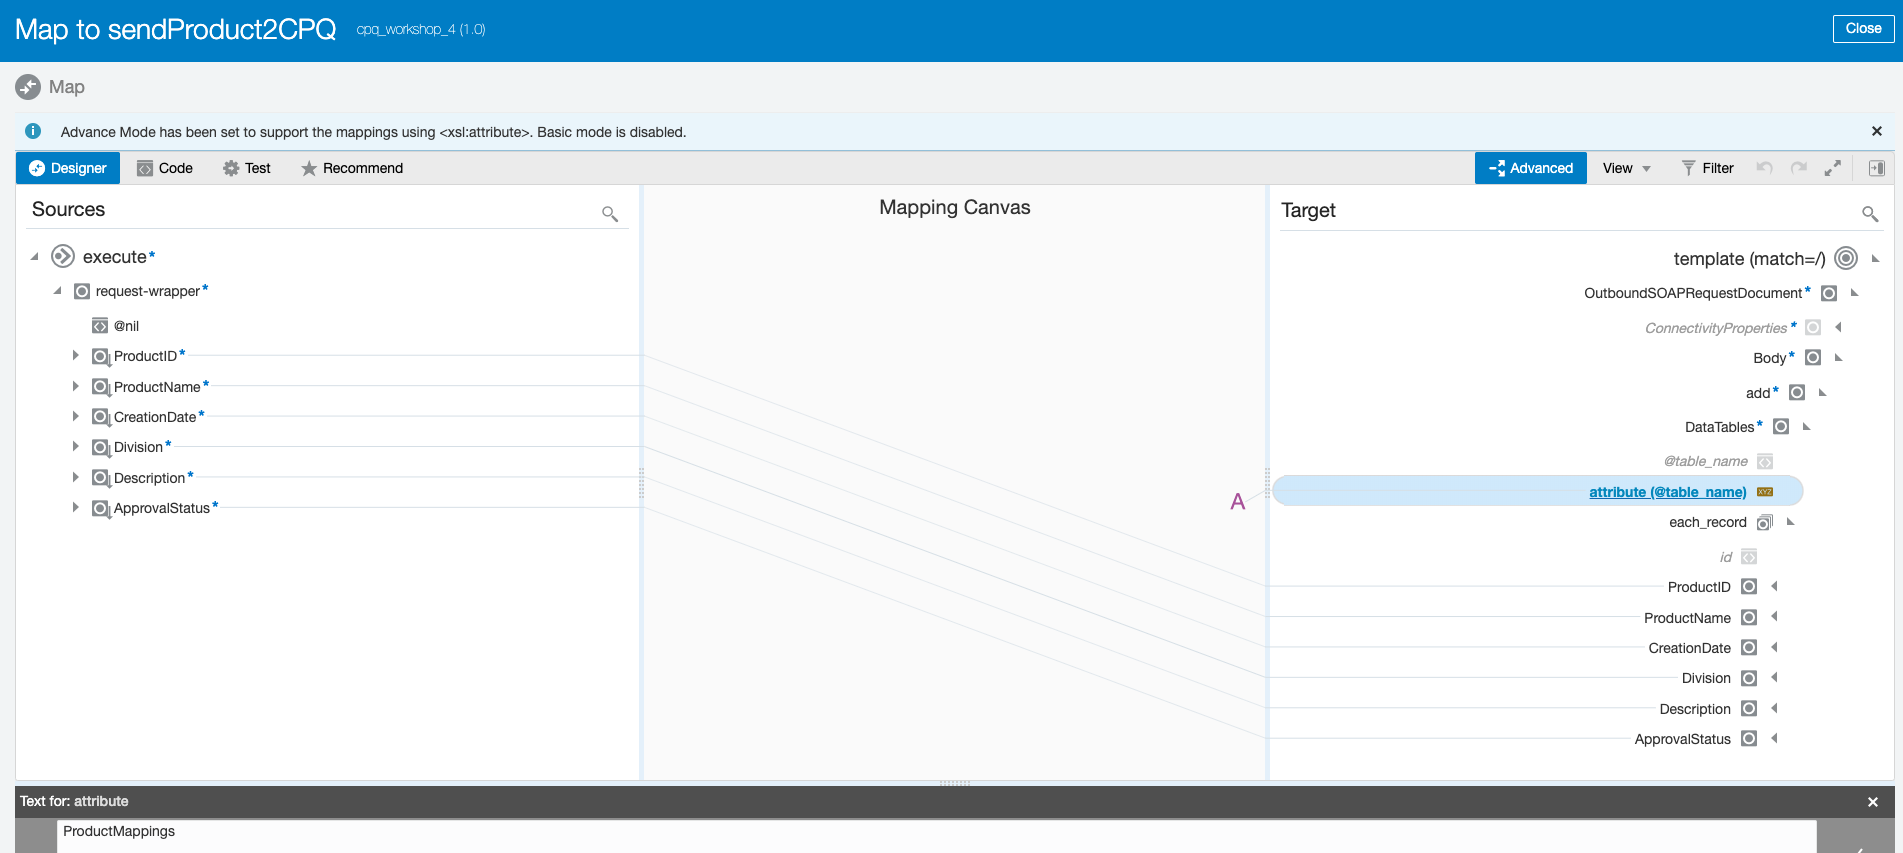 Map to sendProduct2CPQ cpq_workshop_4 (1.0) Close
Map
Advance Mode has been set to support the mappings using <xsl:attribute>. Basic mode is disabled.
Designer Code Test Recommend Advanced View Filter
Sources
execute*
request-wrapper*
@nil
ProductID*
ProductName*
CreationDate*
Division*
Description*
ApprovalStatus*
Mapping Canvas
A
Target
template (match=/)
OutboundSOAPRequestDocument*
ConnectivityProperties*
Body*
add*
DataTables*
@table_name
attribute (@table_name) XYZ
each_record
id
ProductID
ProductName
CreationDate
Division
Description
ApprovalStatus
Text for: attribute
ProductMappings